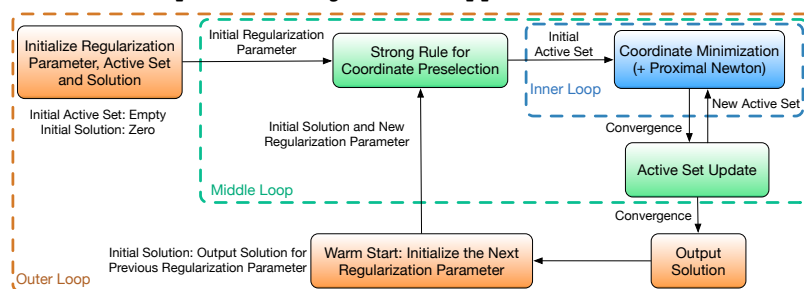 Initialize Regularization
Parameter, Active Set
and Solution
Initial Regularization
Parameter
Strong Rule for
Coordinate Preselection
Initial
Active Set
Coordinate Minimization
(+ Proximal Newton)
Inner Loop
New Active Set
Initial Active Set: Empty
Initial Solution: Zero
Initial Solution and New
Regularization Parameter
Convergence
Active Set Update
Middle Loop
Convergence
Initial Solution: Output Solution for
Previous Regularization Parameter
Warm Start: Initialize the Next
Regularization Parameter
Output
Solution
Outer Loop